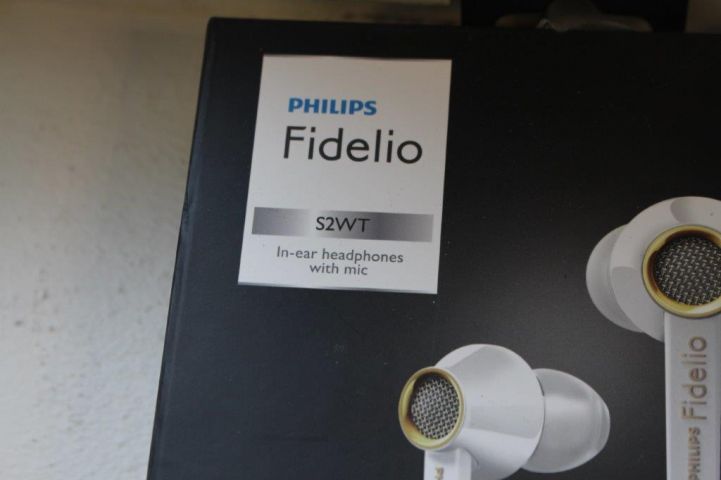 PHILIPS
Fidelio
S2WT
In-ear headphones
with mic
PHILIPS Fidelio